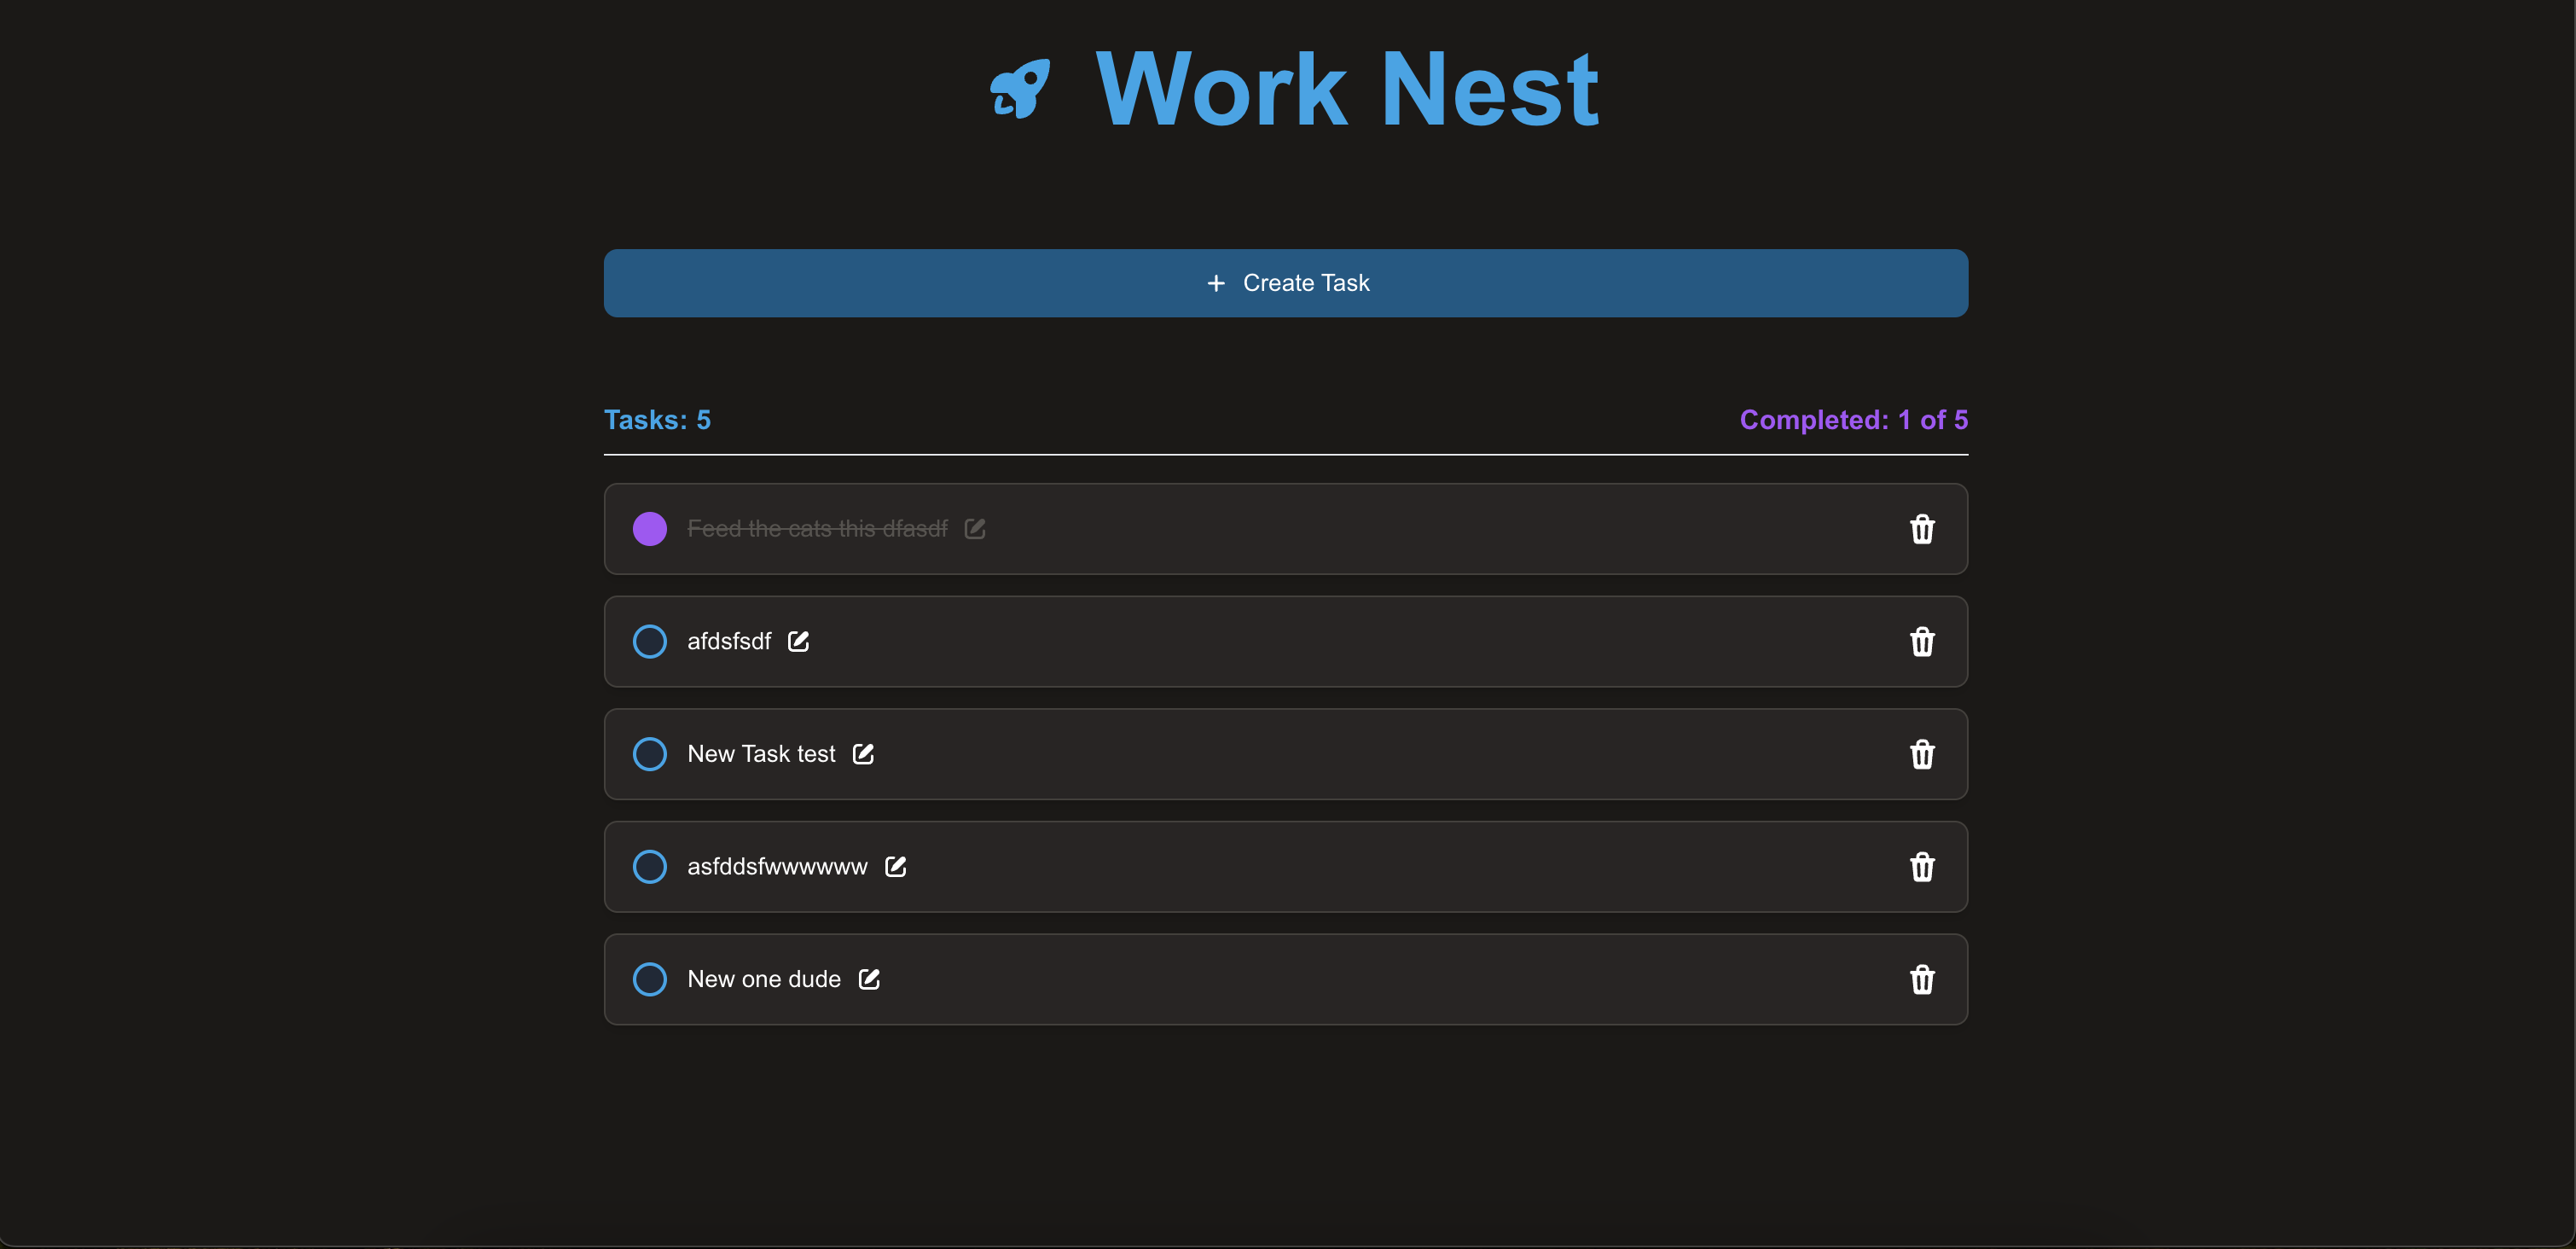 Work Nest
+ Create Task
Tasks: 5
Completed: 1 of 5
Feed the cats this dfasdf
afdsfsdf
New Task test
asfddsfwwwwww
New one dude